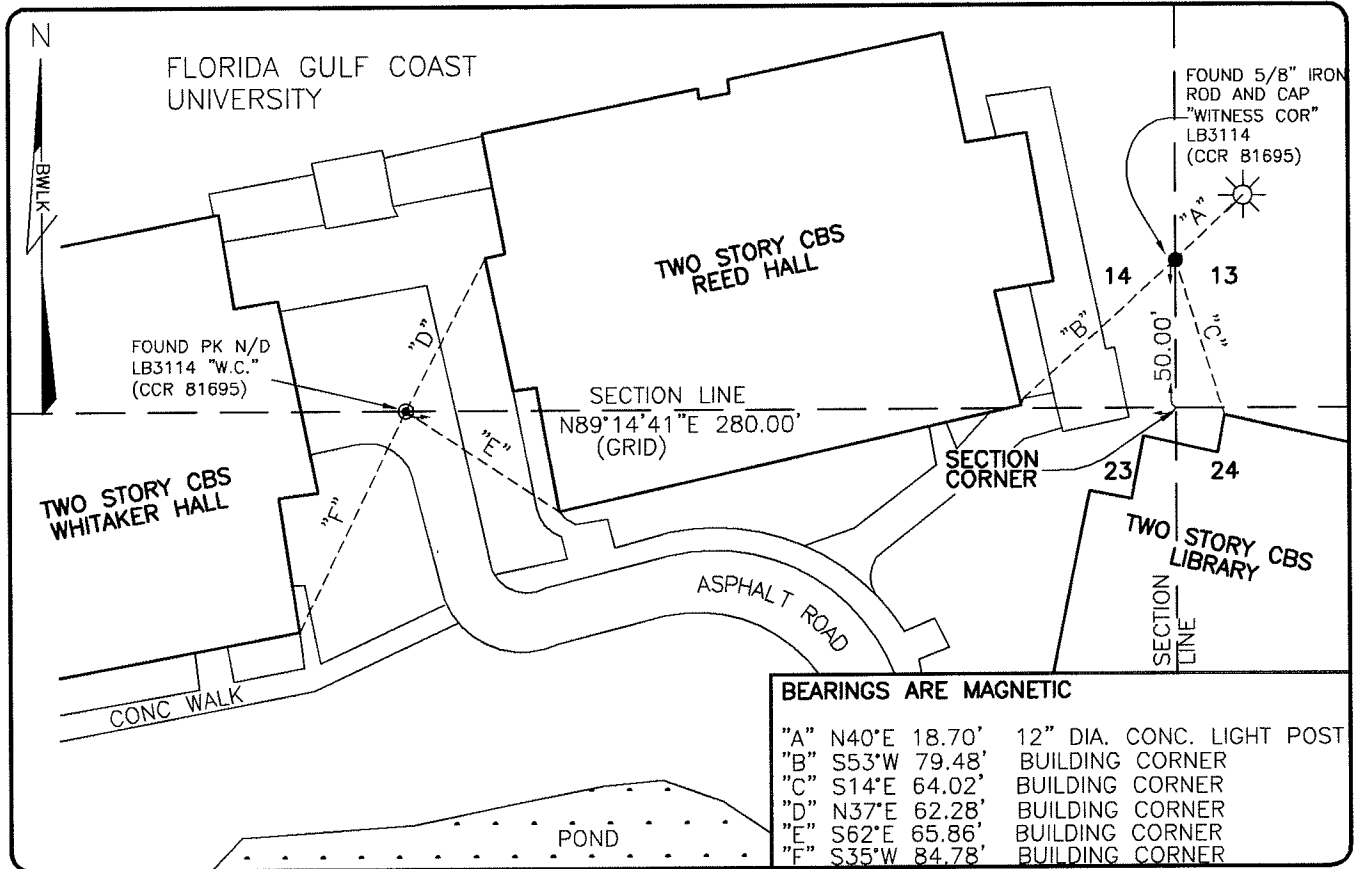 N
BWLK
FLORIDA GULF COAST
UNIVERSITY
FOUND 5/8" IRON
ROD AND CAP
"WITNESS COR"
LB3114
(CCR 81695)
"A"
TWO STORY CBS
REED HALL
14
13
"B"
"C"
50.00'
"D"
FOUND PK N/D
LB3114 "W.C."
(CCR 81695)
SECTION LINE
N89°14'41"E 280.00'
(GRID)
"E"
"F"
SECTION
CORNER
23
24
TWO STORY CBS
WHITAKER HALL
TWO STORY CBS
LIBRARY
ASPHALT ROAD
SECTION
LINE
CONC WALK
POND
BEARINGS ARE MAGNETIC
"A" N40°E 18.70' 12" DIA. CONC. LIGHT POST
"B" S53°W 79.48' BUILDING CORNER
"C" S14°E 64.02' BUILDING CORNER
"D" N37°E 62.28' BUILDING CORNER
"E" S62°E 65.86' BUILDING CORNER
"F" S35°W 84.78' BUILDING CORNER